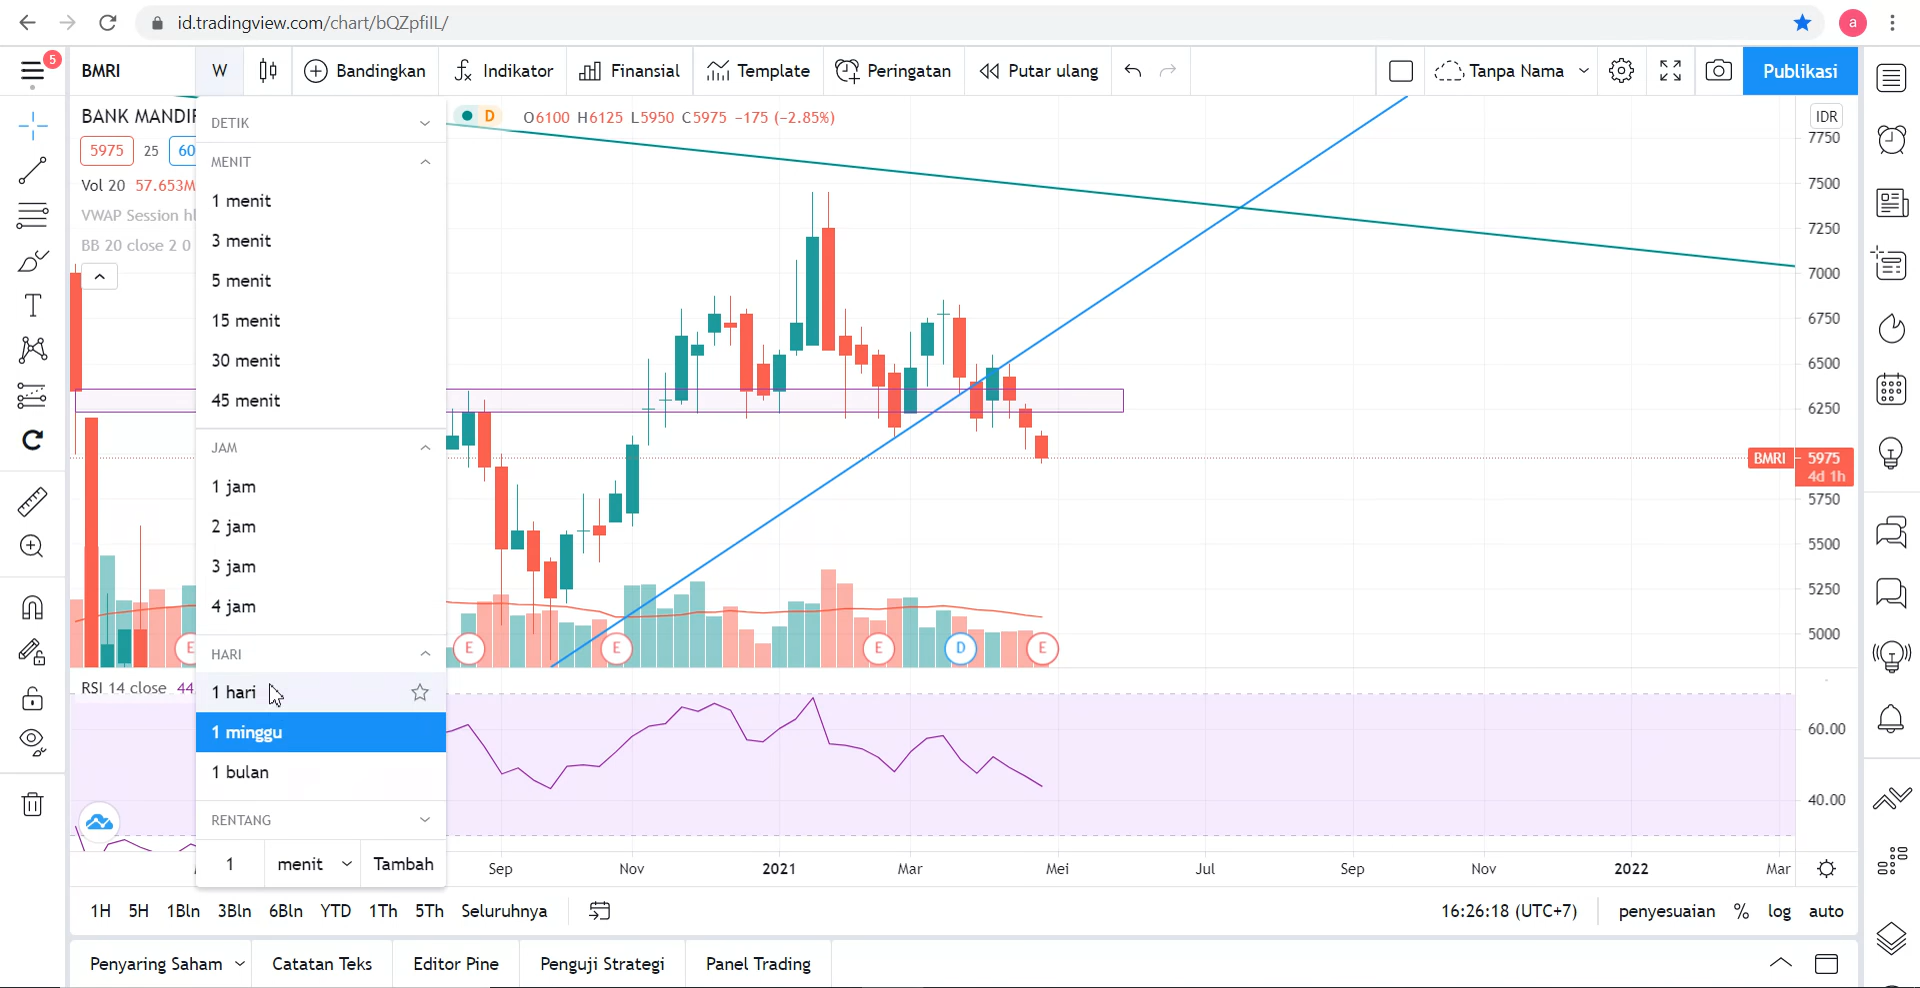 id.tradingview.com/chart/bQZpfiIL/
a
5
BMRI
W
Bandingkan
Indikator
Finansial
Template
Peringatan
Putar ulang
Tanpa Nama
Publikasi
BANK MANDIR
D
O6100 H6125 L5950 C5975 −175 (−2.85%)
IDR
5975
25
60
Vol 20 57.653M
VWAP Session hl
BB 20 close 2 0
DETIK
MENIT
1 menit
3 menit
5 menit
15 menit
30 menit
45 menit
JAM
1 jam
2 jam
3 jam
4 jam
HARI
1 hari
1 minggu
1 bulan
RENTANG
1
menit
Tambah
7750
7500
7250
7000
6750
6500
6250
BMRI
5975
4d 1h
5750
5500
5250
5000
E
E
E
E
D
E
RSI 14 close 44
60.00
40.00
Sep
Nov
2021
Mar
Mei
Jul
Sep
Nov
2022
Mar
1H
5H
1Bln
3Bln
6Bln
YTD
1Th
5Th
Seluruhnya
16:26:18 (UTC+7)
penyesuaian
%
log
auto
Penyaring Saham
Catatan Teks
Editor Pine
Penguji Strategi
Panel Trading